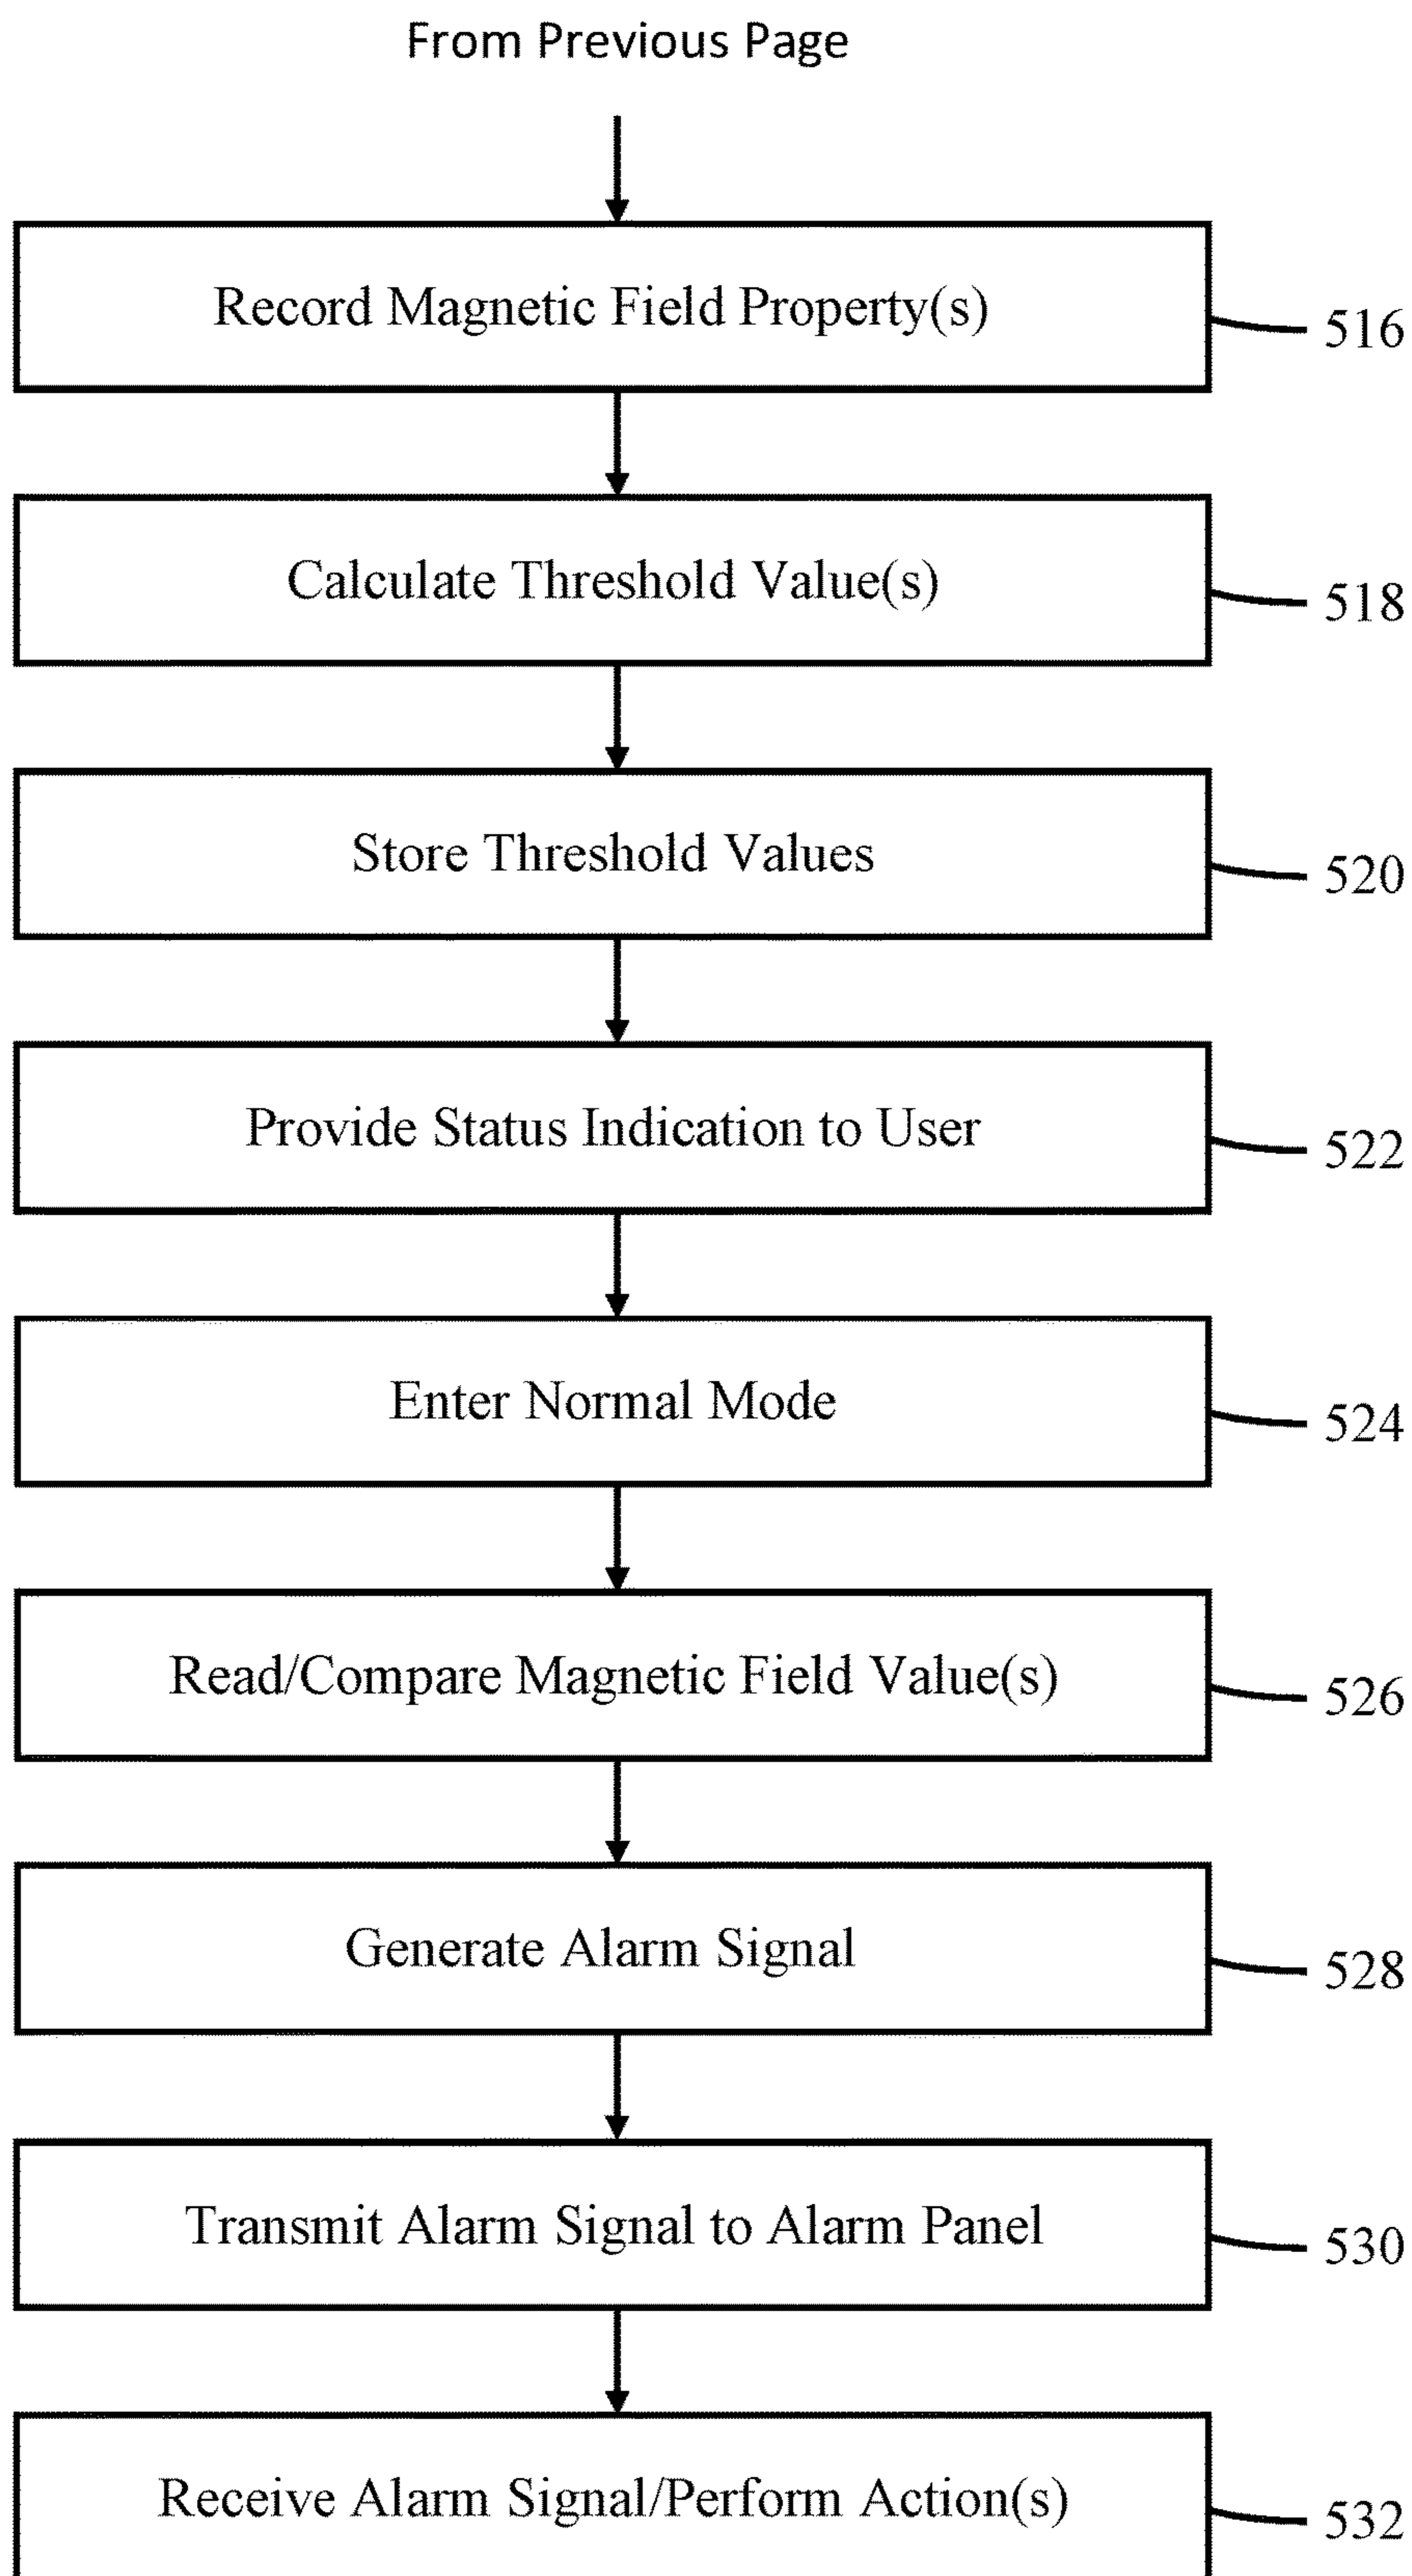 From Previous Page
Record Magnetic Field Property(s)
516
Calculate Threshold Value(s)
518
Store Threshold Values
520
Provide Status Indication to User
522
Enter Normal Mode
524
Read/Compare Magnetic Field Value(s)
526
Generate Alarm Signal
528
Transmit Alarm Signal to Alarm Panel
530
Receive Alarm Signal/Perform Action(s)
532